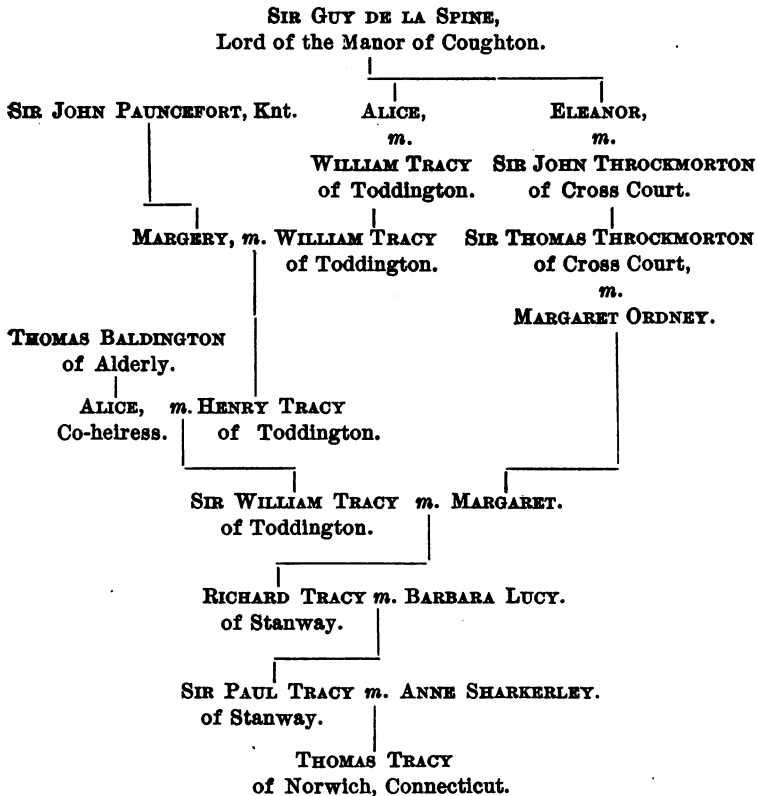 SIR GUY DE LA SPINE,
Lord of the Manor of Coughton.
SIR JOHN PAUNCEFORT, Knt.
ALICE,
m.
WILLIAM TRACY
of Toddington.
ELEANOR,
m.
SIR JOHN THROCKMORTON
of Cross Court.
MARGERY, m. WILLIAM TRACY
of Toddington.
SIR THOMAS THROCKMORTON
of Cross Court,
m.
MARGARET ORDNEY.
THOMAS BALDINGTON
of Alderly.
ALICE, m. HENRY TRACY
Co-heiress. of Toddington.
SIR WILLIAM TRACY m. MARGARET.
of Toddington.
RICHARD TRACY m. BARBARA LUCY.
of Stanway.
SIR PAUL TRACY m. ANNE SHARKERLEY.
of Stanway.
THOMAS TRACY
of Norwich, Connecticut.